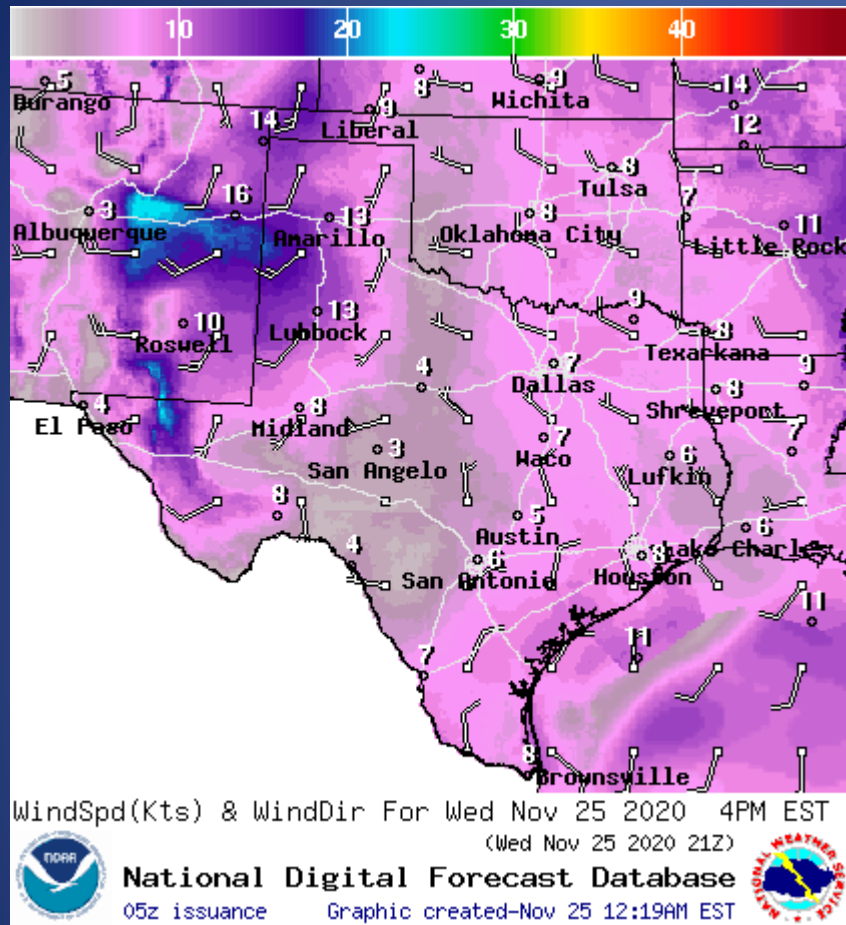 10 20 30 40
5 8 9 14
Durango Wichita
9
Liberal
14 12
8
Tulsa
3 16 13 8 7 11
Albuquerque Amarillo Oklahoma City Little Rock
10 13 9
Roswell Lubbock 8
Texarkana
4 7 9
Dallas 8
4 8 Shreveport
El Paso Midland 7 7
3 Waco 6
San Angelo Lufkin
8 5 6
Austin
4 6 8 Lake Charles
San Antonio Houston
11
11
7
8
Brownsville
WindSpd(Kts) & WindDir For Wed Nov 25 2020 4PM EST
(Wed Nov 25 2020 21Z)
NOAA
National Digital Forecast Database
05z issuance Graphic created-Nov 25 12:19AM EST
NATIONAL WEATHER SERVICE